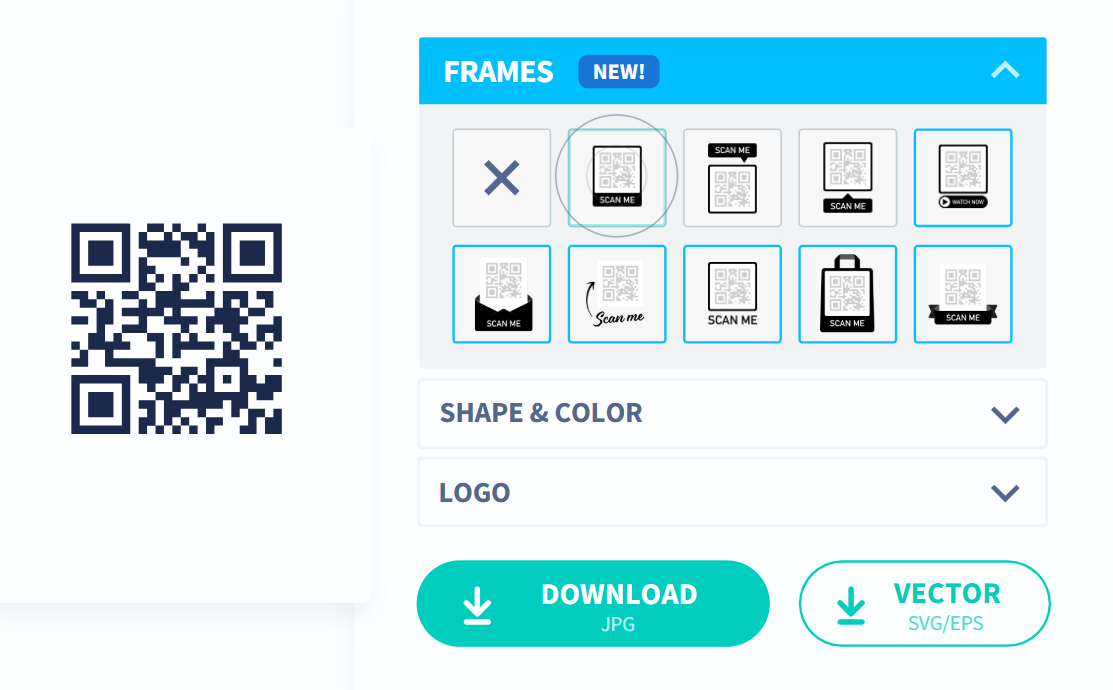 FRAMES NEW!
SCAN ME
SCAN ME
SCAN ME
WATCH NOW
SCAN ME
Scan me
SCAN ME
SCAN ME
SCAN ME
SHAPE & COLOR
LOGO
DOWNLOAD
JPG
VECTOR
SVG/EPS